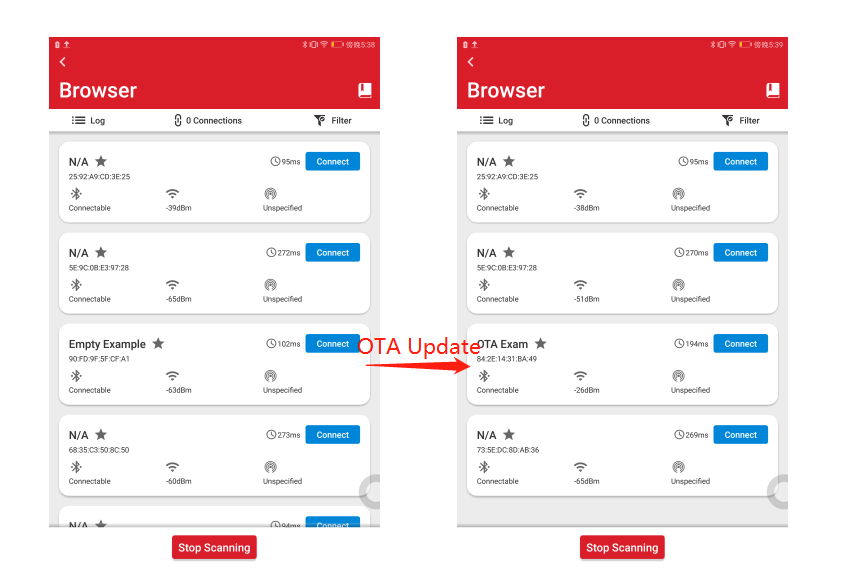 傍晚5:38
Browser
Log
0 Connections
Filter
N/A
95ms
Connect
25:92:A9:CD:3E:25
Connectable
-39dBm
Unspecified
N/A
272ms
Connect
5E:9C:0B:E3:97:28
Connectable
-65dBm
Unspecified
Empty Example
102ms
Connect
90:FD:9F:5F:CF:A1
Connectable
-63dBm
Unspecified
N/A
273ms
Connect
68:35:C3:50:8C:50
Connectable
-60dBm
Unspecified
N/A
94ms
Connect
Stop Scanning
OTA Update
傍晚5:39
Browser
Log
0 Connections
Filter
N/A
95ms
Connect
25:92:A9:CD:3E:25
Connectable
-38dBm
Unspecified
N/A
270ms
Connect
5E:9C:0B:E3:97:28
Connectable
-51dBm
Unspecified
OTA Exam
194ms
Connect
84:2E:14:31:BA:49
Connectable
-26dBm
Unspecified
N/A
269ms
Connect
73:5E:DC:8D:AB:36
Connectable
-65dBm
Unspecified
Stop Scanning